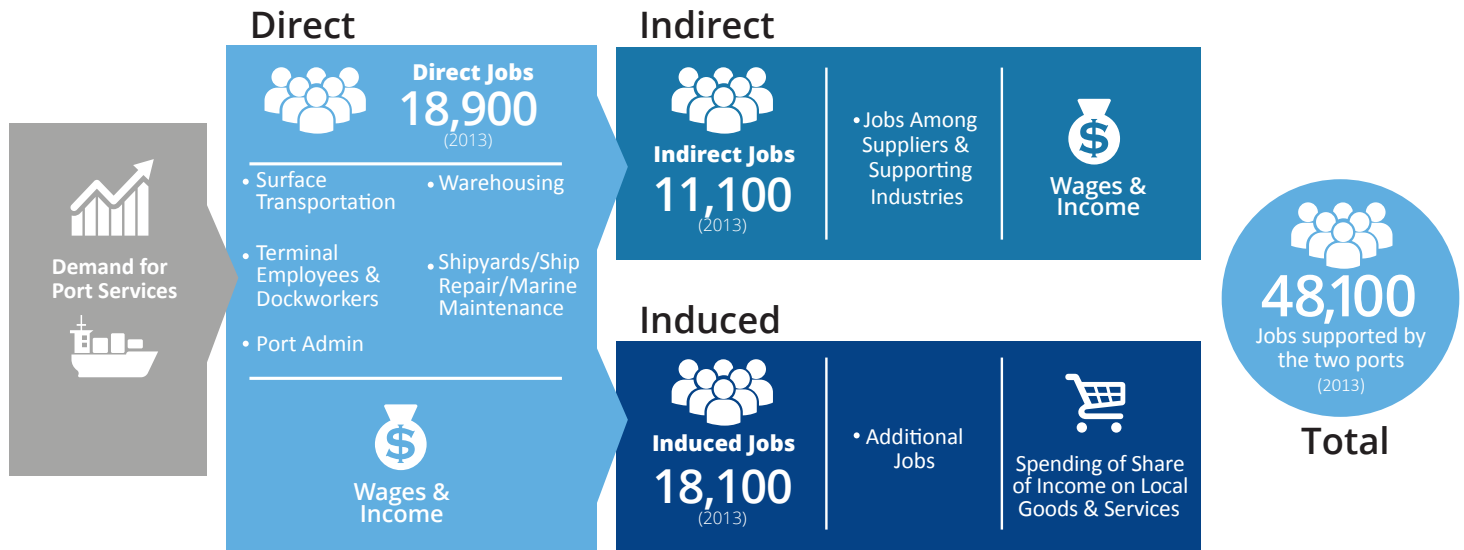 Demand for
Port Services
Direct
Direct Jobs
18,900
(2013)
• Surface
Transportation
• Warehousing
• Terminal
Employees &
Dockworkers
• Shipyards/Ship
Repair/Marine
Maintenance
• Port Admin
$
Wages &
Income
Indirect
Indirect Jobs
11,100
(2013)
• Jobs Among
Suppliers &
Supporting
Industries
$
Wages &
Income
Induced
Induced Jobs
18,100
(2013)
• Additional
Jobs
Spending of Share
of Income on Local
Goods & Services
48,100
Jobs supported by
the two ports
(2013)
Total